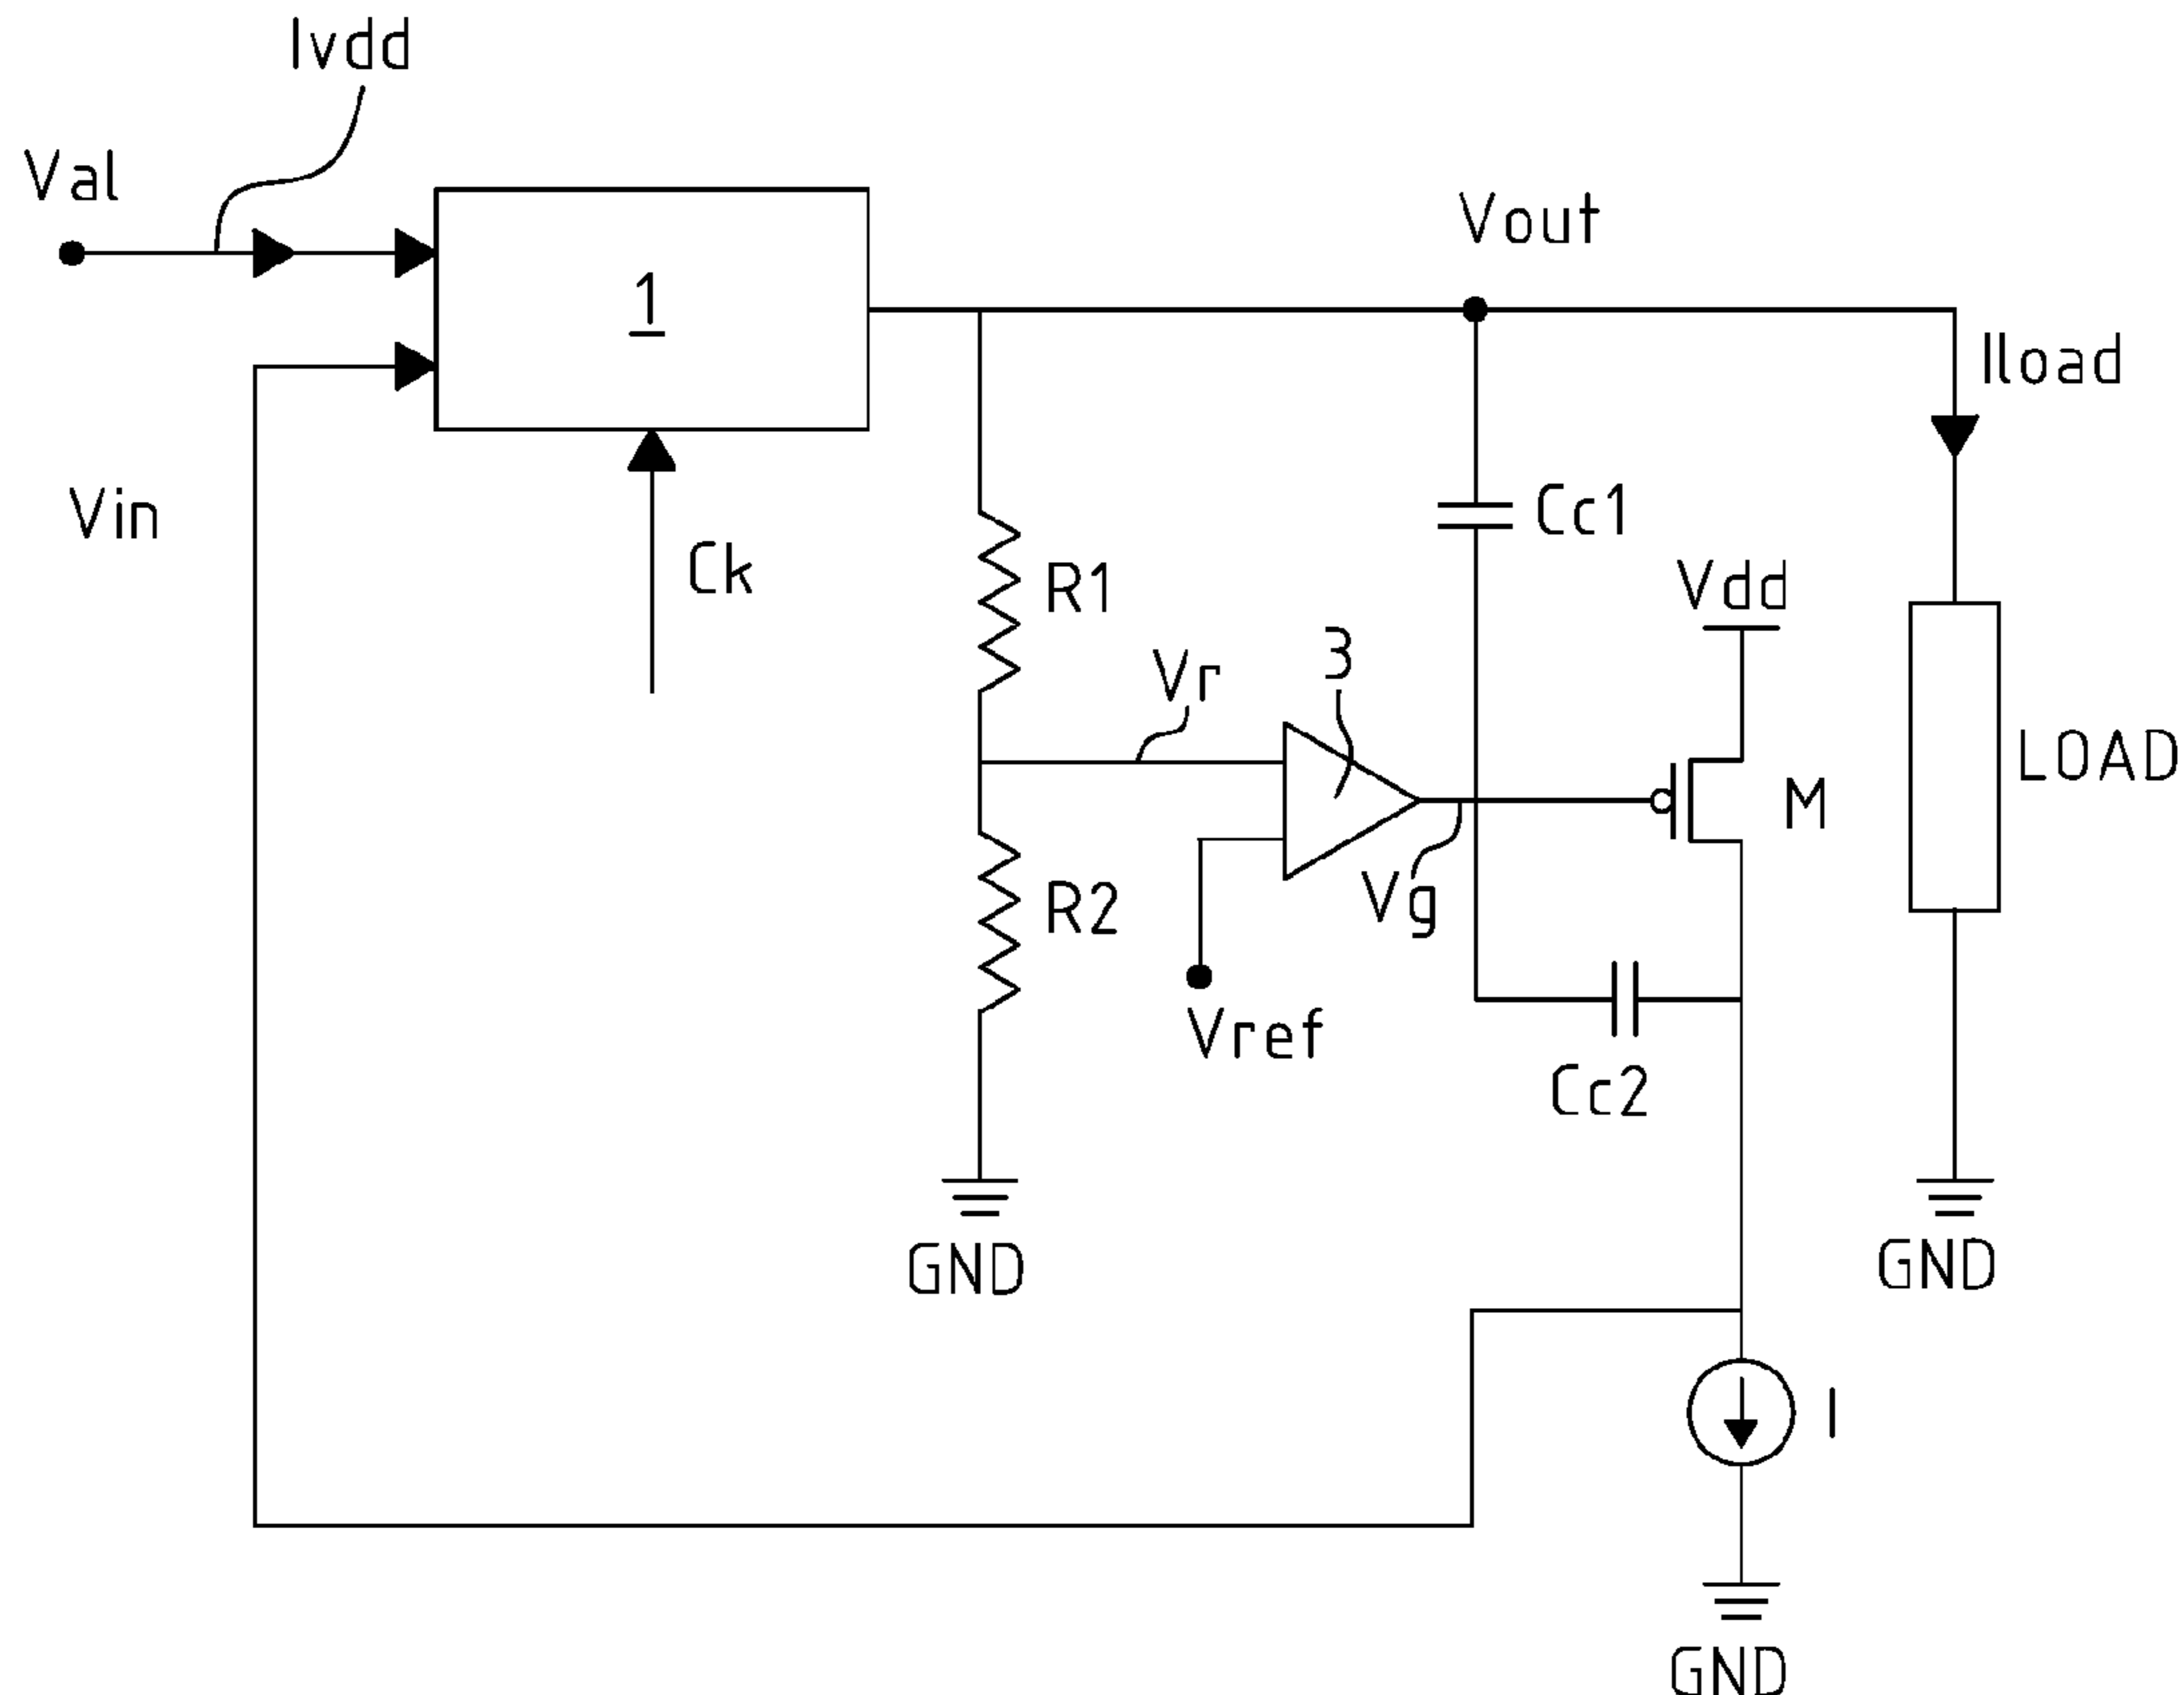 Ivdd
Val
Vout
1
Iload
Vin
Cc1
Ck
Vdd
R1
3
Vr
LOAD
M
Vg
R2
Vref
Cc2
GND
GND
I
GND